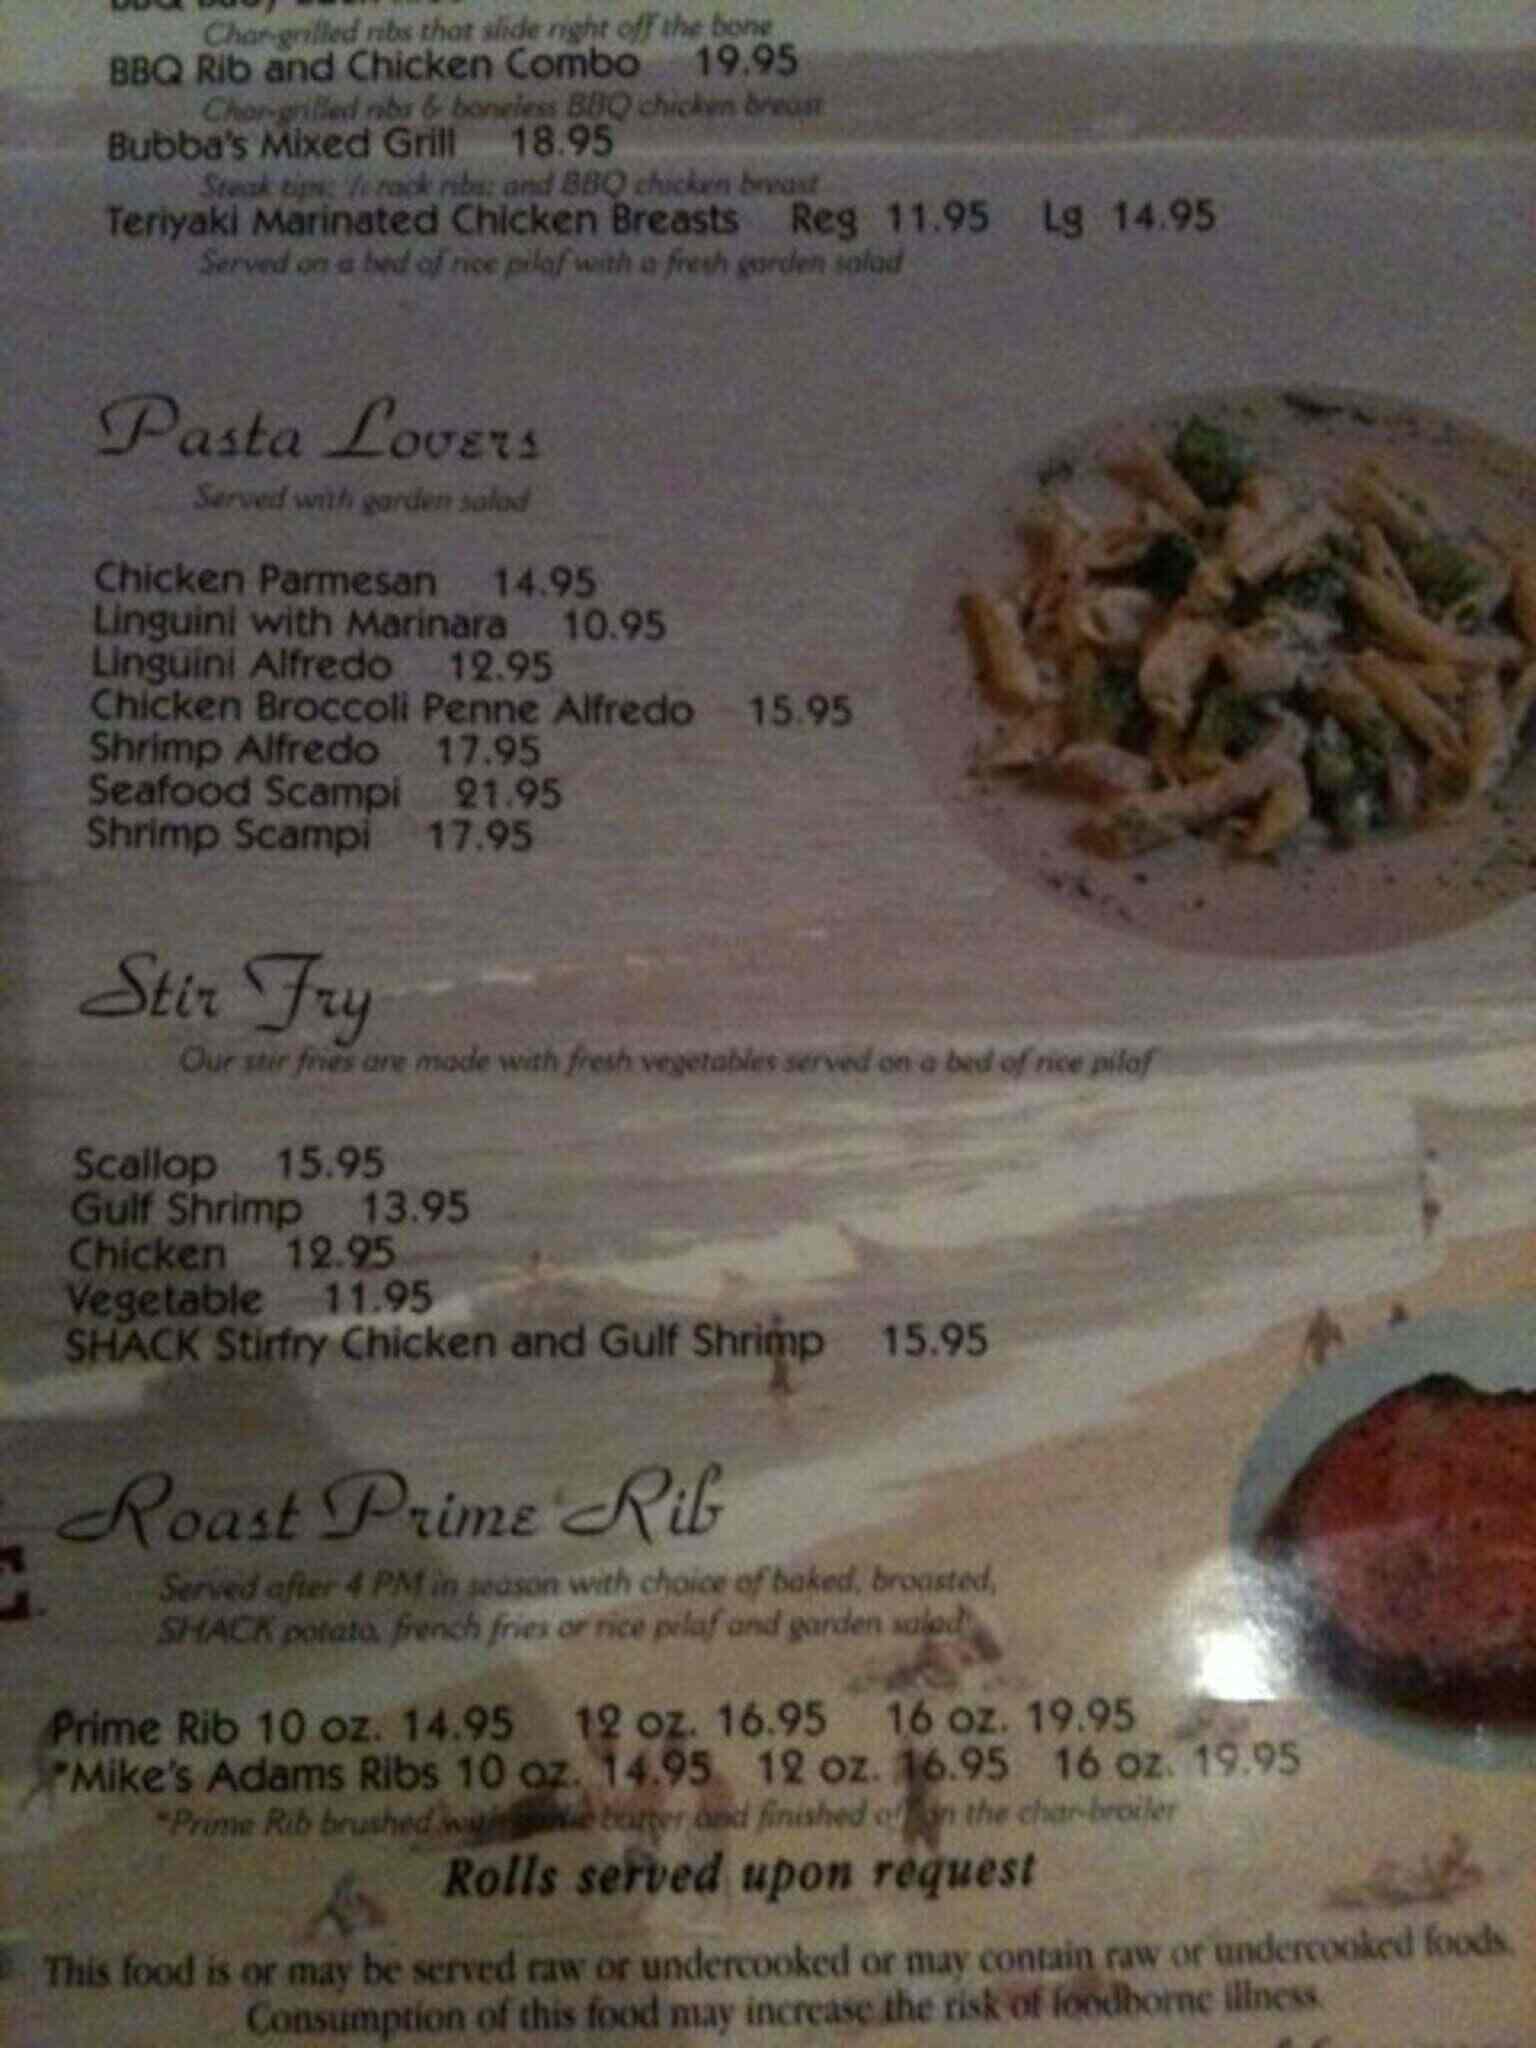 Char-grilled ribs that slide right off the bone
BBQ Rib and Chicken Combo 19.95
Char-grilled ribs & boneless BBQ chicken breast
Bubba's Mixed Grill 18.95
Steak tips; rack ribs; and BBQ chicken breast
Teriyaki Marinated Chicken Breasts Reg 11.95 Lg 14.95
Served on a bed of rice pilaf with a fresh garden salad
Pasta Lovers
Served with garden salad
Chicken Parmesan 14.95
Linguini with Marinara 10.95
Linguini Alfredo 12.95
Chicken Broccoli Penne Alfredo 15.95
Shrimp Alfredo 17.95
Seafood Scampi 21.95
Shrimp Scampi 17.95
Stir Fry
Our stir fries are made with fresh vegetables served on a bed of rice pilaf
Scallop 15.95
Gulf Shrimp 13.95
Chicken 12.95
Vegetable 11.95
SHACK Stirfry Chicken and Gulf Shrimp 15.95
Roast Prime Rib
Served after 4 PM in season with choice of baked, broasted,
SHACK potato, french fries or rice pilaf and garden salad
Prime Rib 10 oz. 14.95 12 oz. 16.95 16 oz. 19.95
*Mike's Adams Ribs 10 oz. 14.95 12 oz. 16.95 16 oz. 19.95
*Prime Rib brushed with butter and finished off on the char-broiler
Rolls served upon request
This food is or may be served raw or undercooked or may contain raw or undercooked foods.
Consumption of this food may increase the risk of foodborne illness.